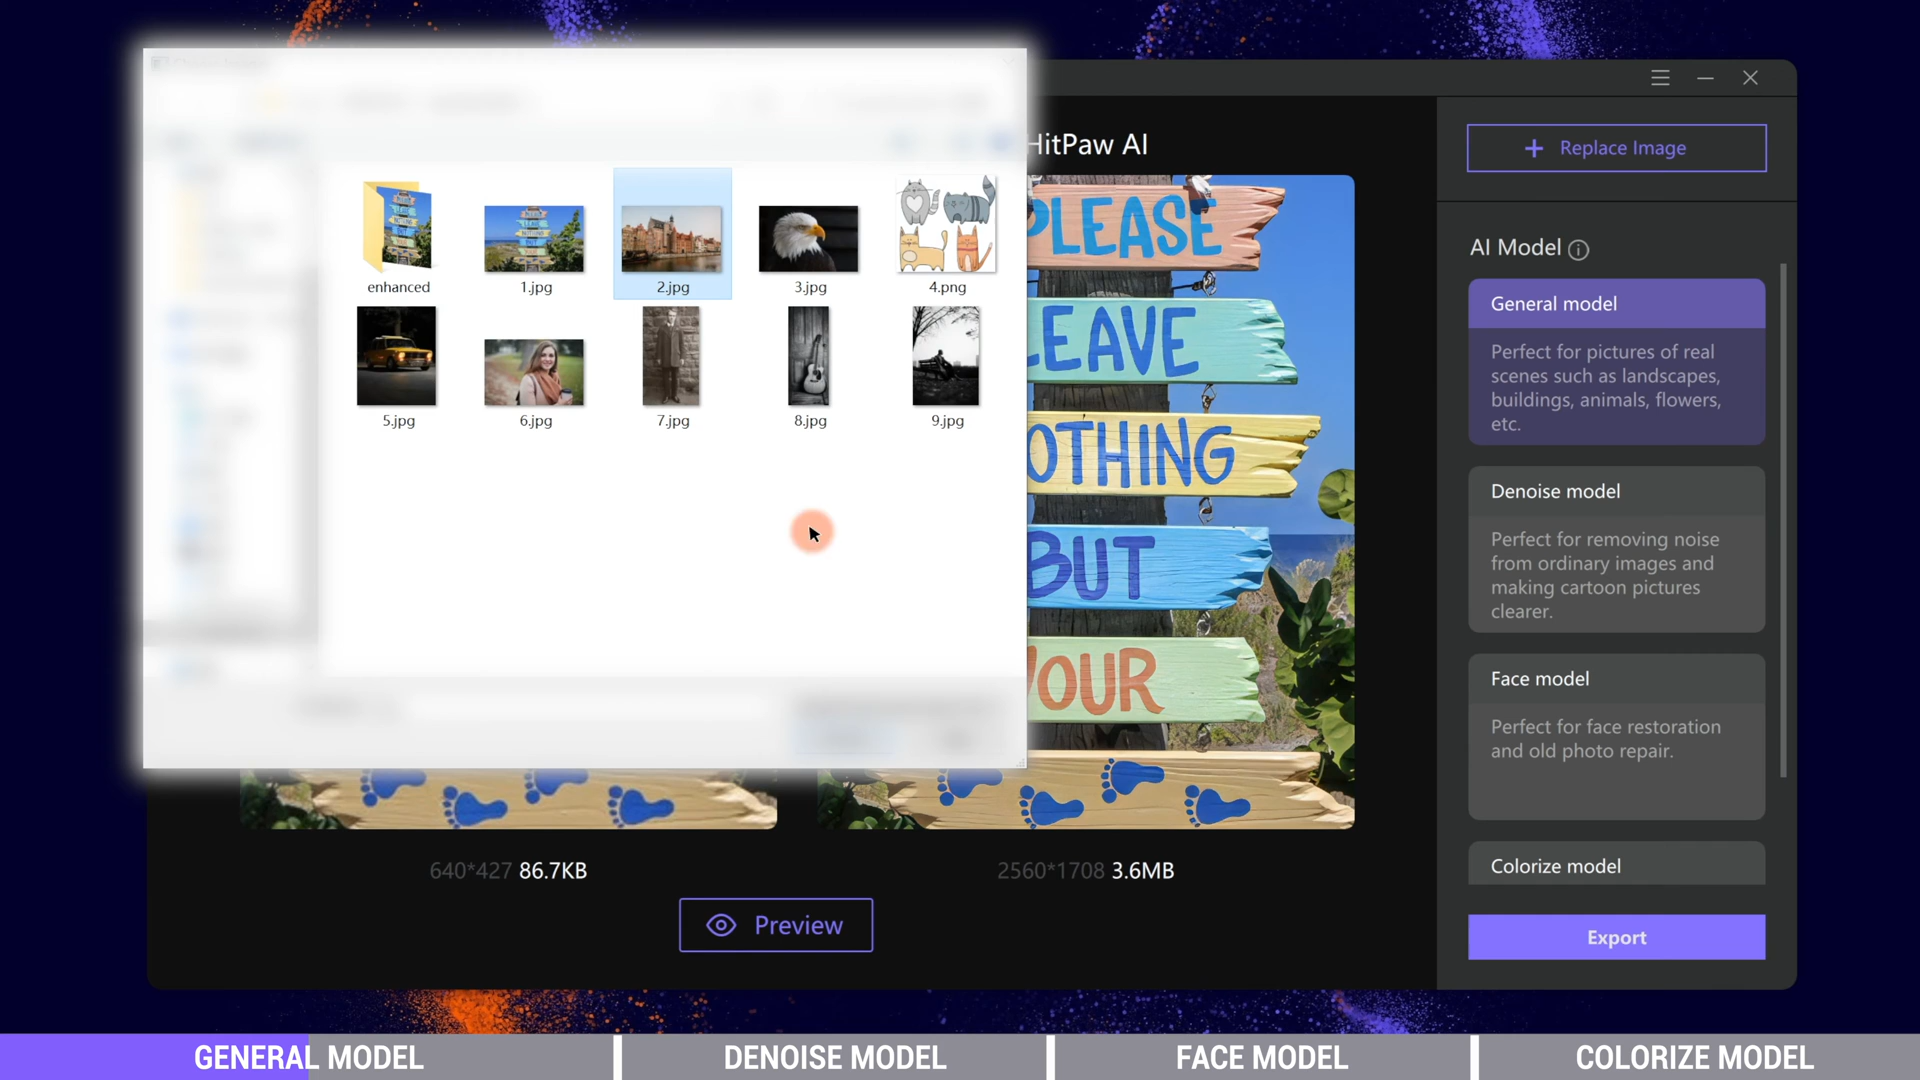 enhanced
1.jpg
2.jpg
3.jpg
4.png
5.jpg
6.jpg
7.jpg
8.jpg
9.jpg
HitPaw AI
PLEASE
LEAVE
OTHING
BUT
YOUR
640*427 86.7KB
2560*1708 3.6MB
Preview
Replace Image
AI Model
General model
Perfect for pictures of real
scenes such as landscapes,
buildings, animals, flowers,
etc.
Denoise model
Perfect for removing noise
from ordinary images and
making cartoon pictures
clearer.
Face model
Perfect for face restoration
and old photo repair.
Colorize model
Export
GENERAL MODEL
DENOISE MODEL
FACE MODEL
COLORIZE MODEL